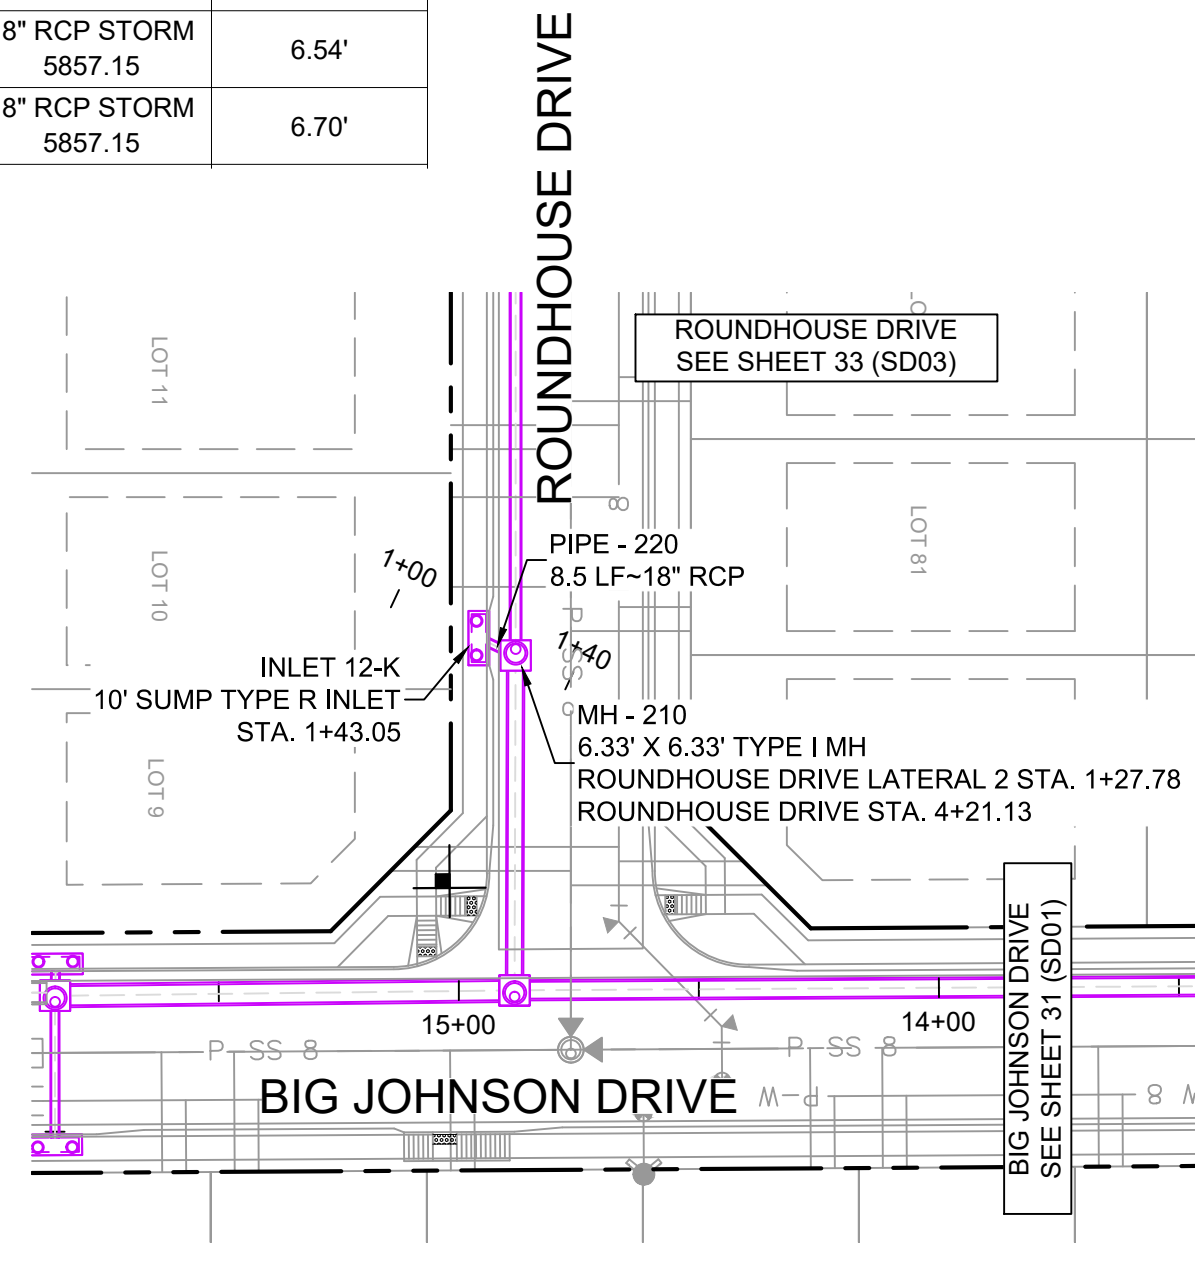 8" RCP STORM
5857.15
6.54'
8" RCP STORM
5857.15
6.70'
ROUNDHOUSE DRIVE
ROUNDHOUSE DRIVE
SEE SHEET 33 (SD03)
LOT 11
LOT 10
LOT 9
LOT 81
8
1+00
PIPE - 220
8.5 LF~18" RCP
P SS
1+40
INLET 12-K
10' SUMP TYPE R INLET
STA. 1+43.05
MH - 210
6.33' X 6.33' TYPE I MH
ROUNDHOUSE DRIVE LATERAL 2 STA. 1+27.78
ROUNDHOUSE DRIVE STA. 4+21.13
15+00
14+00
P SS 8
P SS 8
BIG JOHNSON DRIVE
P-W
W 8
BIG JOHNSON DRIVE
SEE SHEET 31 (SD01)